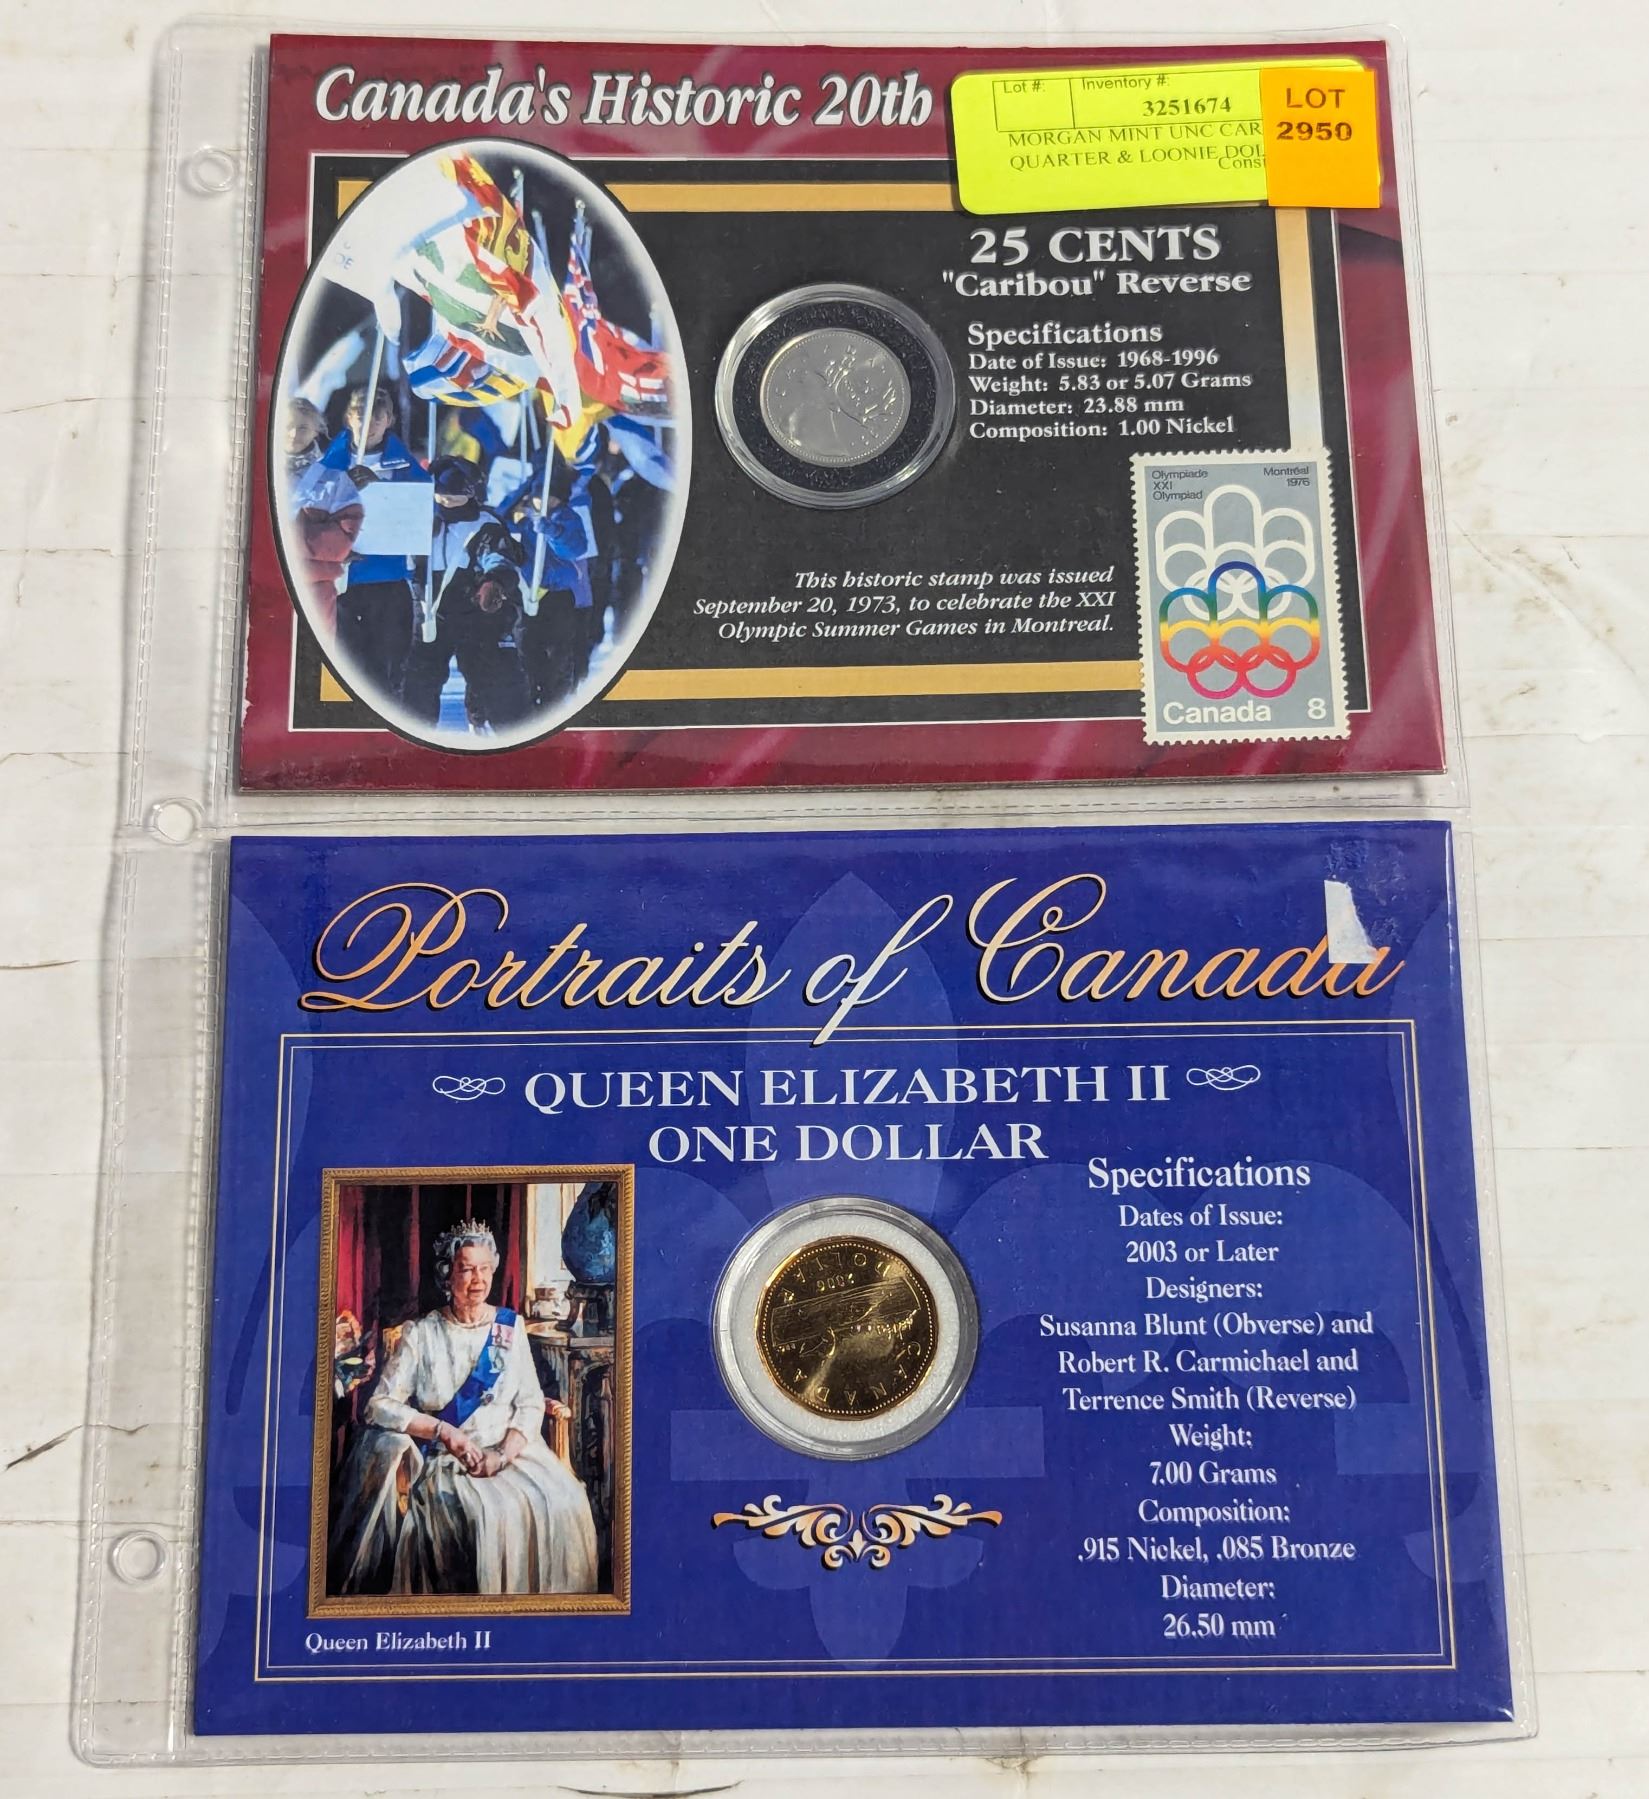 Canada's Historic 20th
Lot #:
Inventory #:
3251674
LOT
2950
MORGAN MINT UNC
QUARTER & LOONIE
25 CENTS
"Caribou" Reverse
Specifications
Date of Issue: 1968-1996
Weight: 5.83 or 5.07 Grams
Diameter: 23.88 mm
Composition: 1.00 Nickel
Olympiade
XXI
Olympiad
Montréal
1976
This historic stamp was issued
September 20, 1973, to celebrate the XXI
Olympic Summer Games in Montreal.
Canada 8
Portraits of Canada
QUEEN ELIZABETH II
ONE DOLLAR
Specifications
Dates of Issue:
2003 or Later
Designers:
Susanna Blunt (Obverse) and
Robert R. Carmichael and
Terrence Smith (Reverse)
Weight:
7.00 Grams
Composition:
.915 Nickel, .085 Bronze
Diameter:
26.50 mm
CANADA
DOLLAR
2006
Queen Elizabeth II